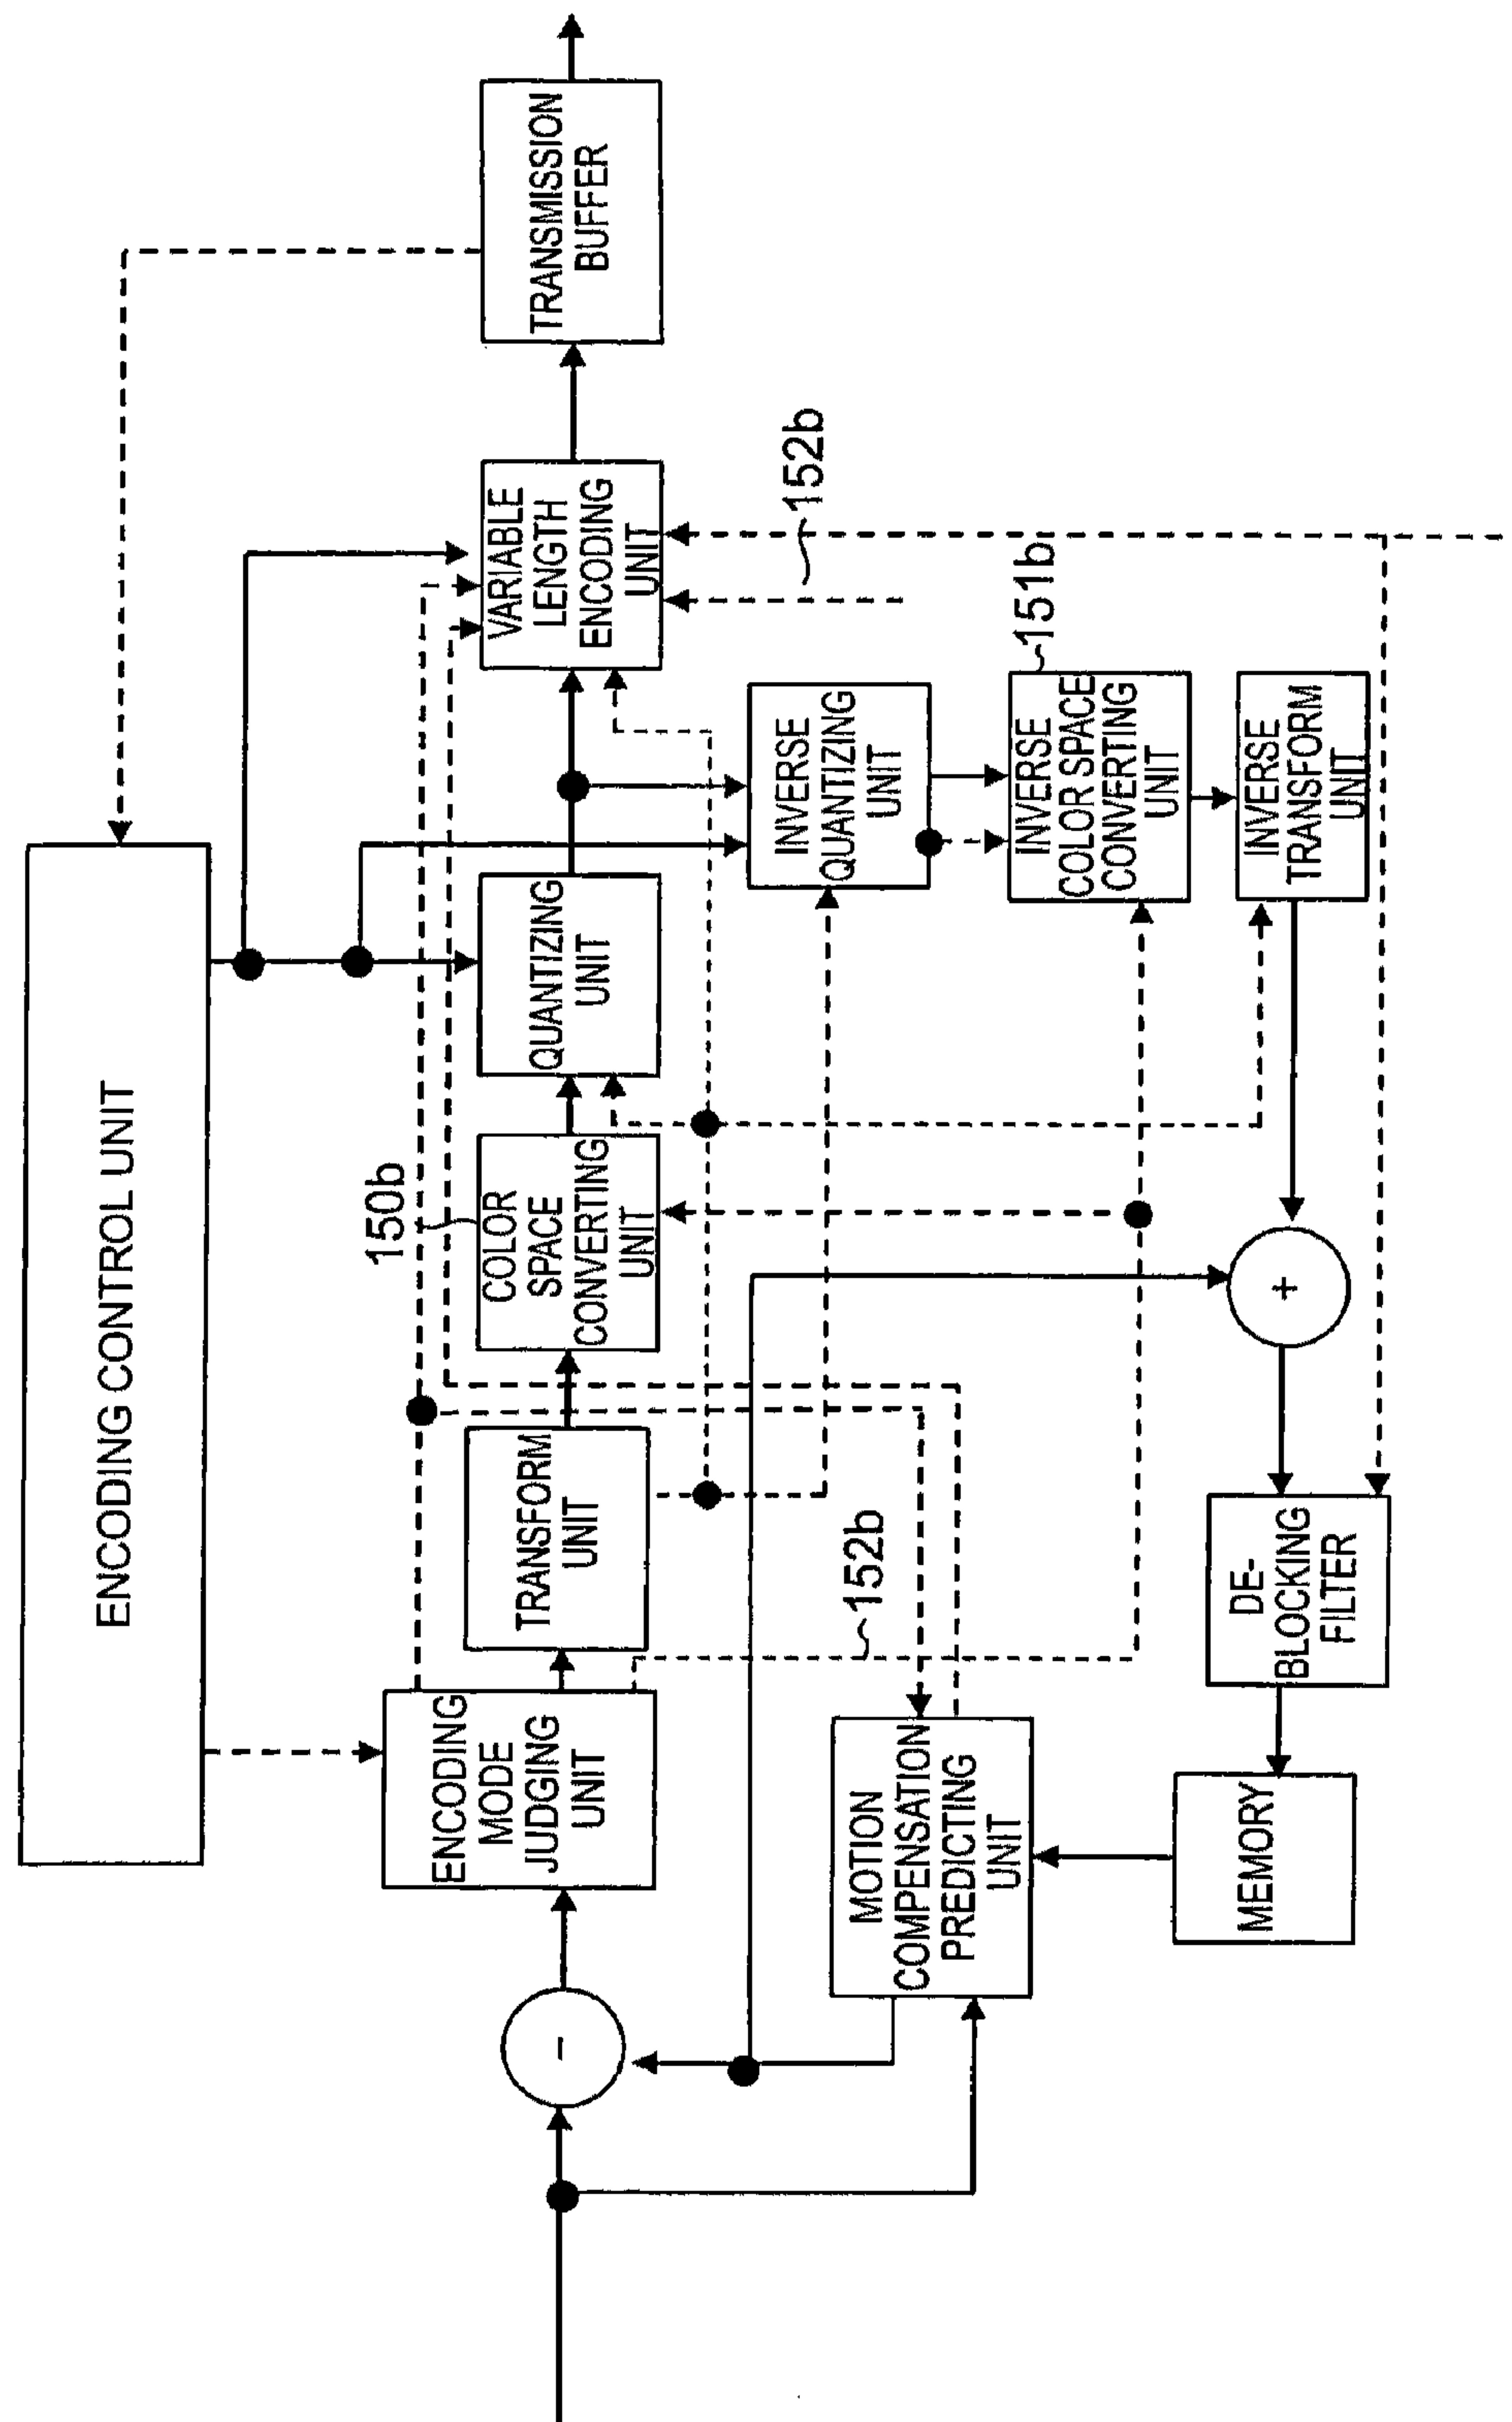 ENCODING CONTROL UNIT
ENCODING
MODE
JUDGING
UNIT
TRANSFORM
UNIT
150b
COLOR
SPACE
CONVERTING
UNIT
QUANTIZING
UNIT
VARIABLE
LENGTH
ENCODING
UNIT
TRANSMISSION
BUFFER
-
152b
152b
MOTION
COMPENSATION
PREDICTING
UNIT
INVERSE
QUANTIZING
UNIT
151b
INVERSE
COLOR SPACE
CONVERTING
UNIT
INVERSE
TRANSFORM
UNIT
+
DE-
BLOCKING
FILTER
MEMORY